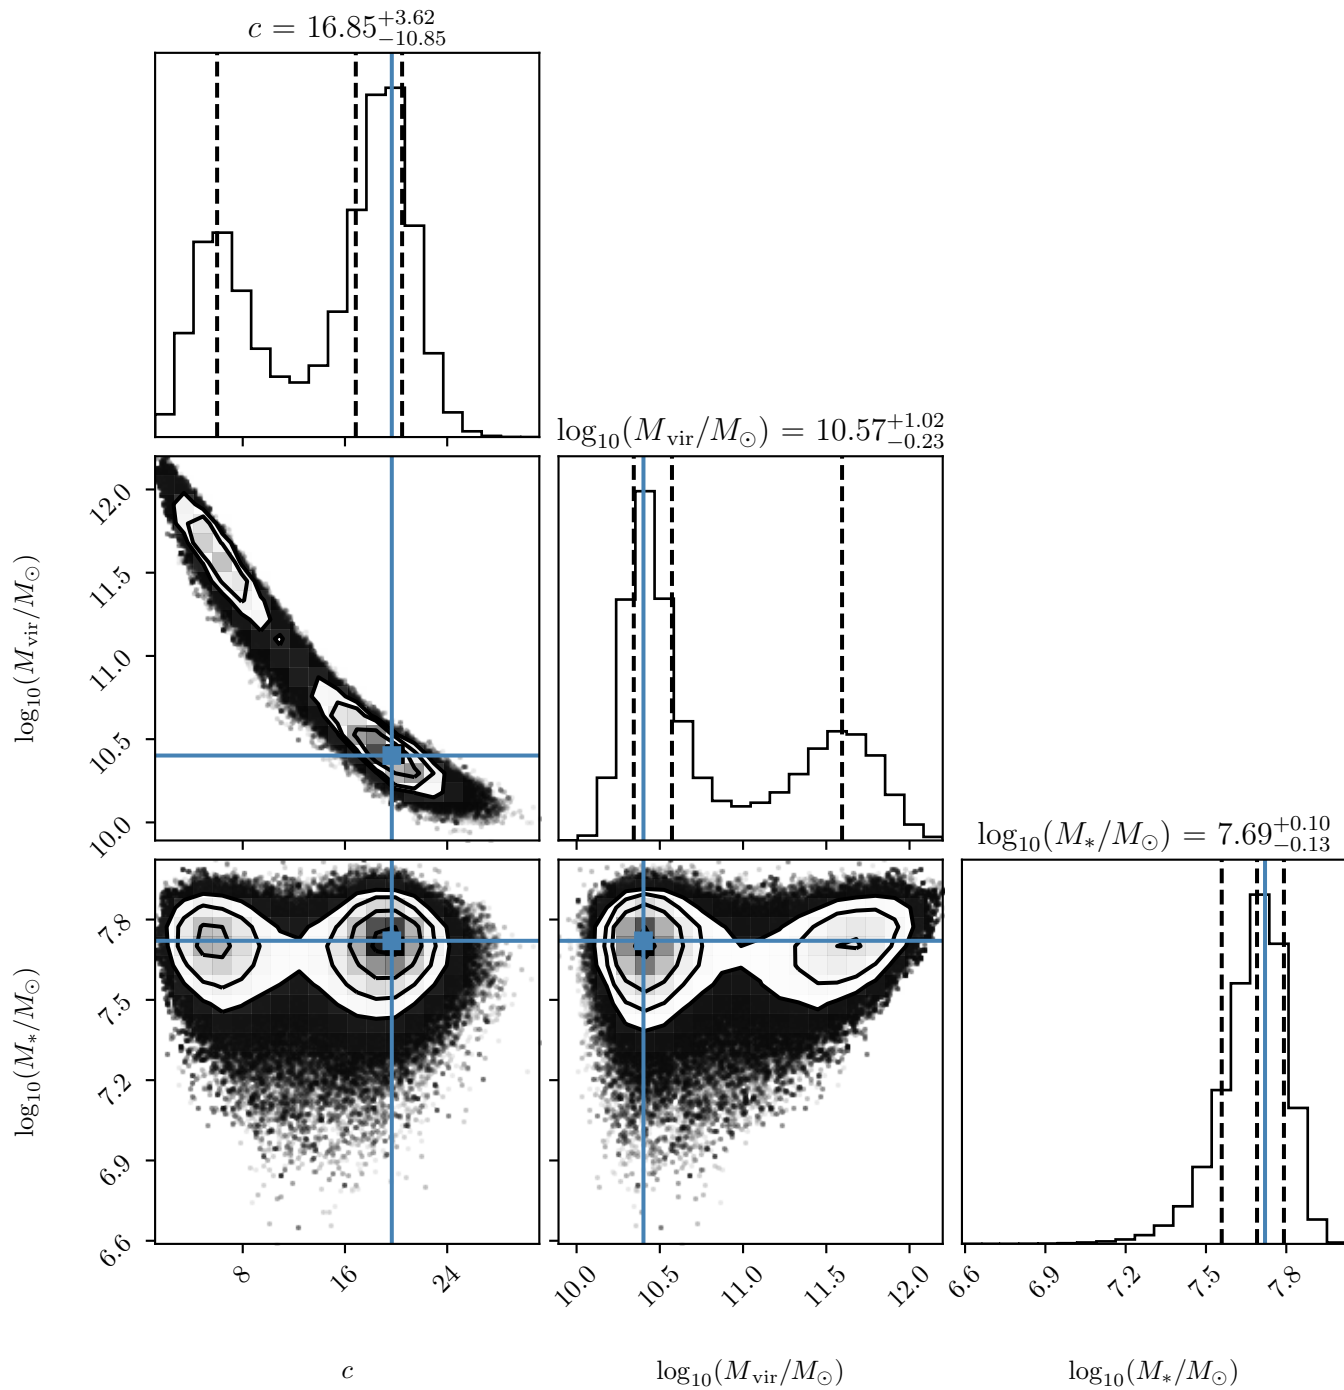 c = 16.85^{+3.62}_{-10.85}
log₁₀(M_vir/M_⊙) = 10.57^{+1.02}_{-0.23}
12.0
11.5
11.0
10.5
10.0
log₁₀(M_vir/M_⊙)
log₁₀(M_*/M_⊙) = 7.69^{+0.10}_{-0.13}
7.8
7.5
7.2
6.9
6.6
log₁₀(M_*/M_⊙)
8 16 24
10.0 10.5 11.0 11.5 12.0
6.6 6.9 7.2 7.5 7.8
c
log₁₀(M_vir/M_⊙)
log₁₀(M_*/M_⊙)